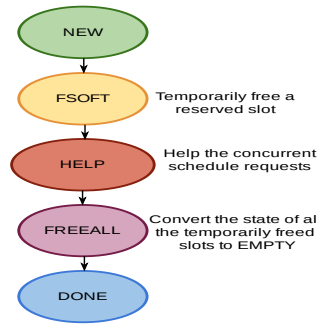 NEW
FSOFT
Temporarily free a
reserved slot
HELP
Help the concurrent
schedule requests
FREEALL
Convert the state of al
the temporarily freed
slots to EMPTY
DONE